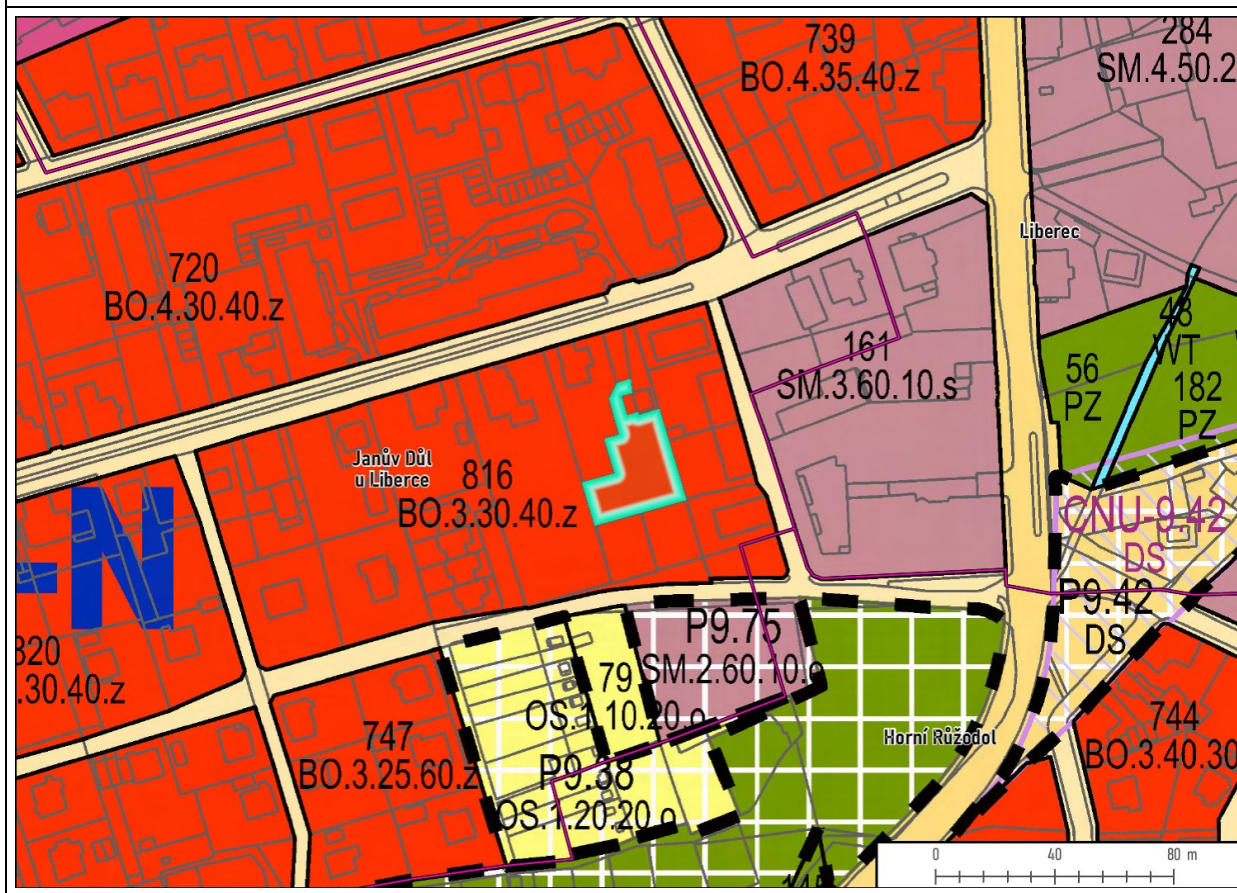 739
BO.4.35.40.z
284
SM.4.50.2
720
BO.4.30.40.z
Liberec
161
SM.3.60.10.s
43
WT
56
PZ
182
PZ
Janův Důl
u Liberce
816
BO.3.30.40.z
-N
CNU-9.42
DS
P9.42
DS
320
.30.40.z
P9.75
SM.2.60.10.o
79
OS.1.10.20.o
747
BO.3.25.60.z
P9.38
OS.1.20.20.o
Horní Růžodol
744
BO.3.40.30
0 40 80 m